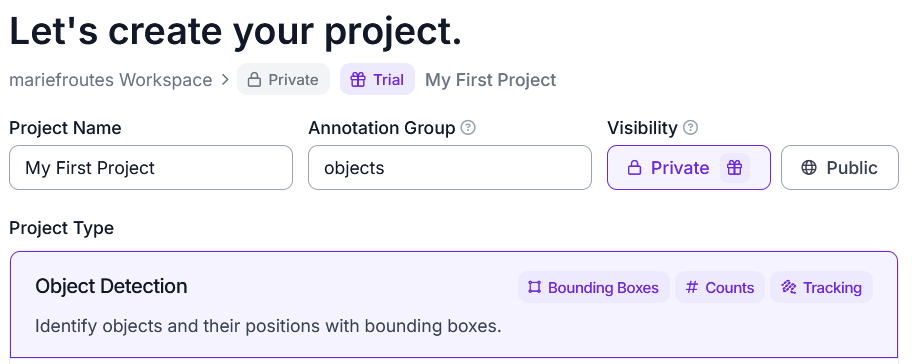 Let's create your project.
mariefroutes Workspace > Private Trial My First Project
Project Name Annotation Group ? Visibility ?
My First Project objects Private Public
Project Type
Object Detection Bounding Boxes # Counts Tracking
Identify objects and their positions with bounding boxes.